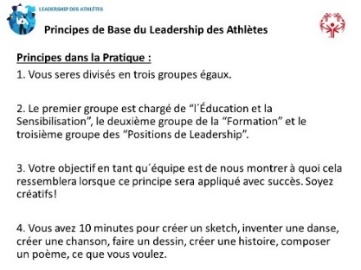 LEADERSHIP DES ATHLÈTES
Principes de Base du Leadership des Athlètes
Principes dans la Pratique :
1. Vous seres divisés en trois groupes égaux.
2. Le premier groupe est chargé de “l´Éducation et la
Sensibilisation”, le deuxième groupe de la “Formation” et le
troisième groupe des “Positions de Leadership”.
3. Votre objectif en tant qu´équipe est de nous montrer à quoi cela
ressemblera lorsque ce principe sera appliqué avec succès. Soyez
créatifs!
4. Vous avez 10 minutes pour créer un sketch, inventer une danse,
créer une chanson, faire un dessin, créer une histoire, composer
un poème, ce que vous voulez.